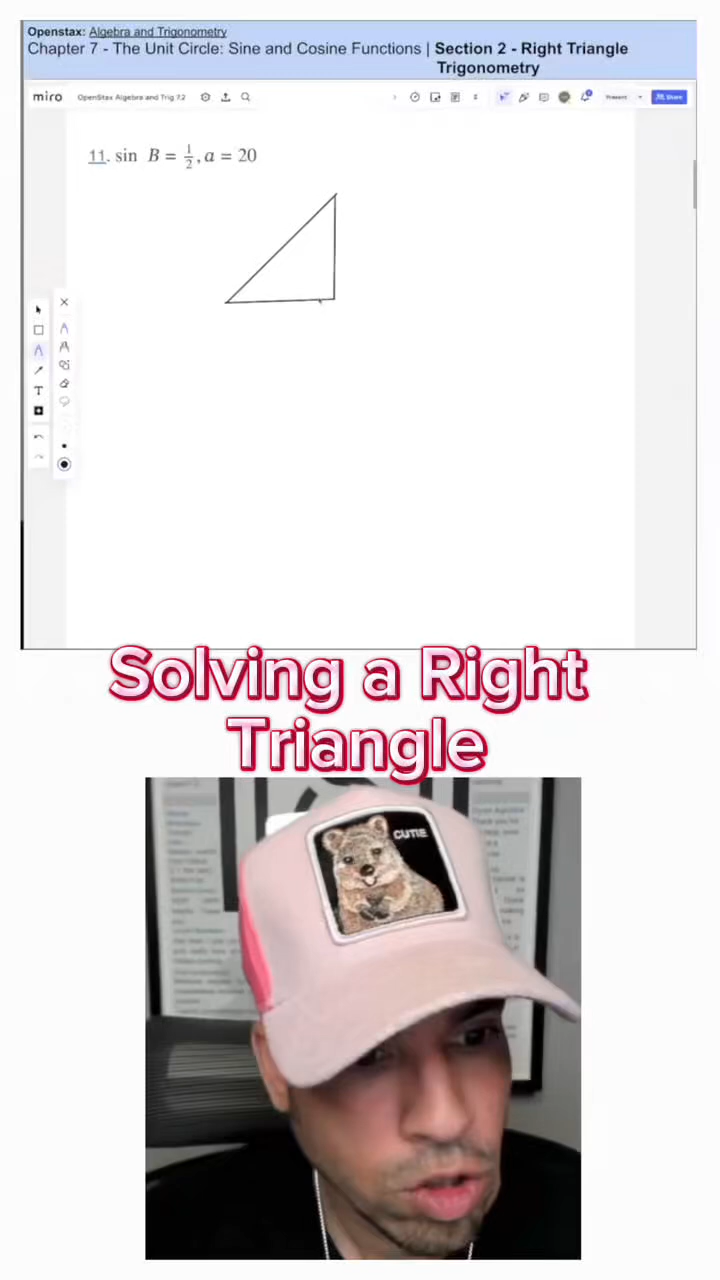 Openstax: Algebra and Trigonometry
Chapter 7 - The Unit Circle: Sine and Cosine Functions | Section 2 - Right Triangle
Trigonometry
miro OpenStax Algebra and Trig 7.2 Present Share
11. sin B = 1/2, a = 20
T
Solving a Right
Triangle
CUTIE